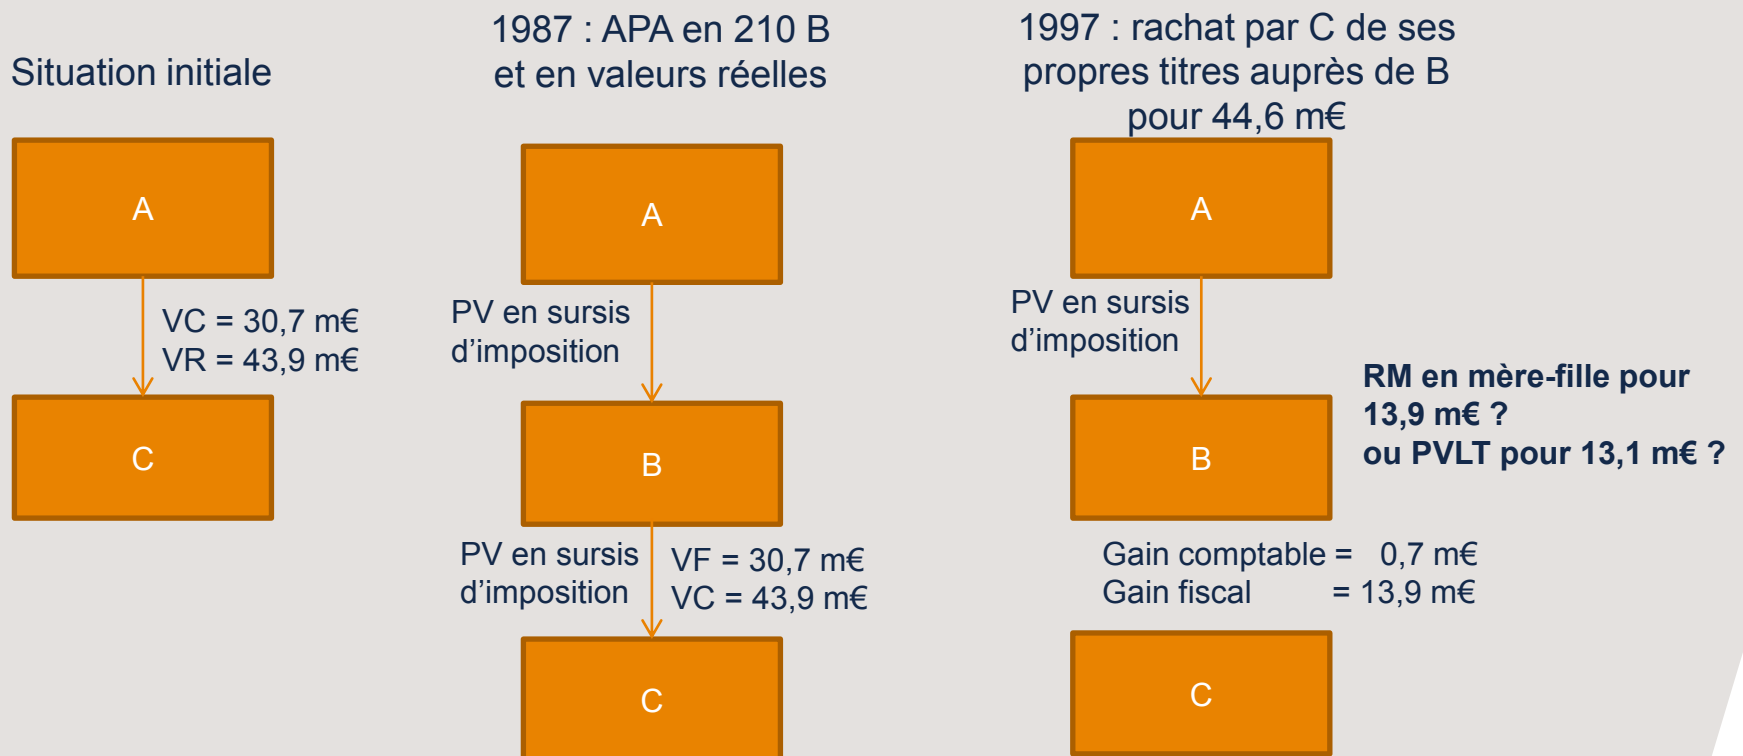 Situation initiale
A
VC = 30,7 m€
VR = 43,9 m€
C
1987 : APA en 210 B
et en valeurs réelles
A
PV en sursis
d’imposition
B
PV en sursis
d’imposition
VF = 30,7 m€
VC = 43,9 m€
C
1997 : rachat par C de ses
propres titres auprès de B
pour 44,6 m€
A
PV en sursis
d’imposition
B
RM en mère-fille pour
13,9 m€ ?
ou PVLT pour 13,1 m€ ?
Gain comptable = 0,7 m€
Gain fiscal = 13,9 m€
C